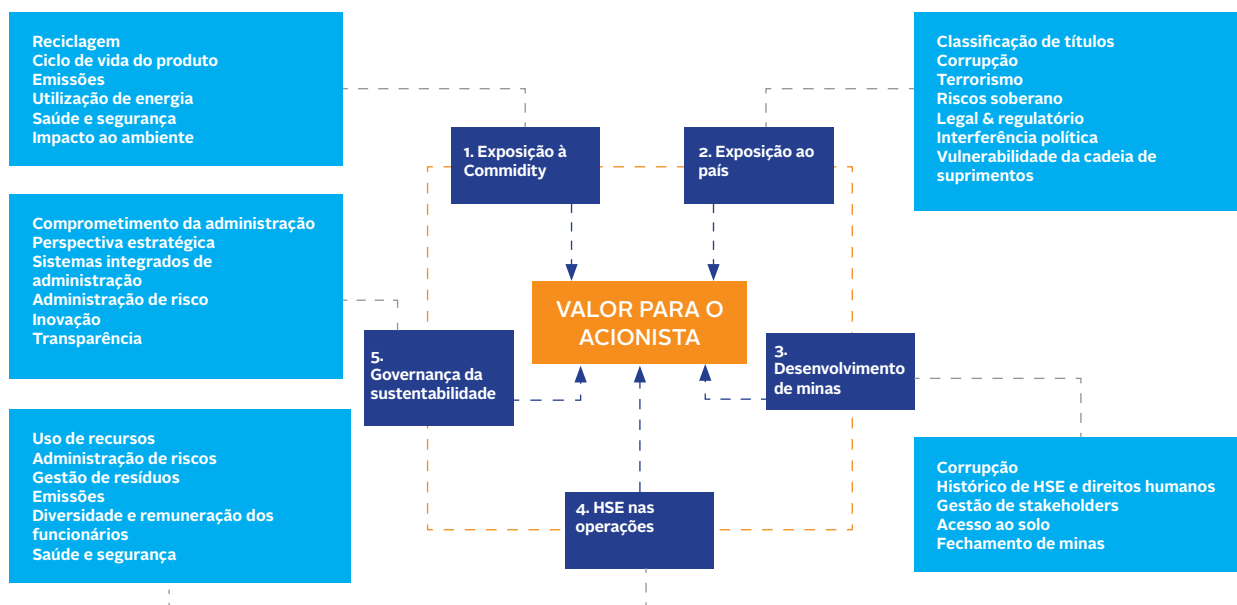 Reciclagem
Ciclo de vida do produto
Emissões
Utilização de energia
Saúde e segurança
Impacto ao ambiente
Classificação de títulos
Corrupção
Terrorismo
Riscos soberano
Legal & regulatório
Interferência política
Vulnerabilidade da cadeia de
suprimentos
1. Exposição à
Commidity
2. Exposição ao
país
Comprometimento da administração
Perspectiva estratégica
Sistemas integrados de
administração
Administração de risco
Inovação
Transparência
VALOR PARA O
ACIONISTA
5.
Governança da
sustentabilidade
3.
Desenvolvimento
de minas
Uso de recursos
Administração de riscos
Gestão de resíduos
Emissões
Diversidade e remuneração dos
funcionários
Saúde e segurança
4. HSE nas
operações
Corrupção
Histórico de HSE e direitos humanos
Gestão de stakeholders
Acesso ao solo
Fechamento de minas